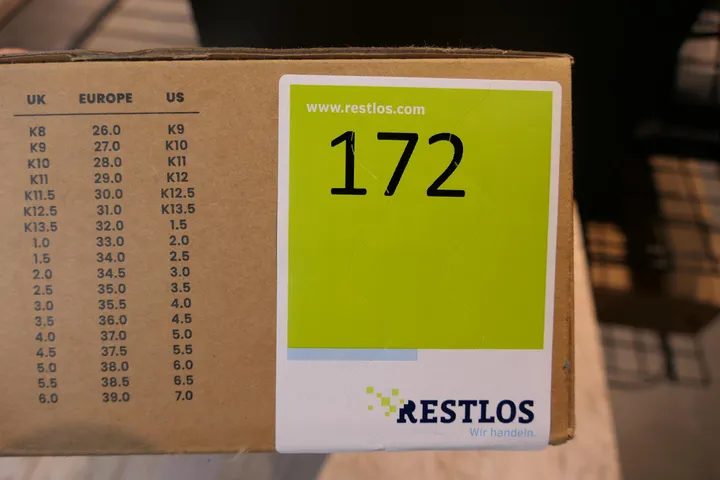 UK EUROPE US
K8 26.0 K9
K9 27.0 K10
K10 28.0 K11
K11 29.0 K12
K11.5 30.0 K12.5
K12.5 31.0 K13.5
K13.5 32.0 1.5
1.0 33.0 2.0
1.5 34.0 2.5
2.0 34.5 3.0
2.5 35.0 3.5
3.0 35.5 4.0
3.5 36.0 4.5
4.0 37.0 5.0
4.5 37.5 5.5
5.0 38.0 6.0
5.5 38.5 6.5
6.0 39.0 7.0
www.restlos.com
172
RESTLOS
Wir handeln.